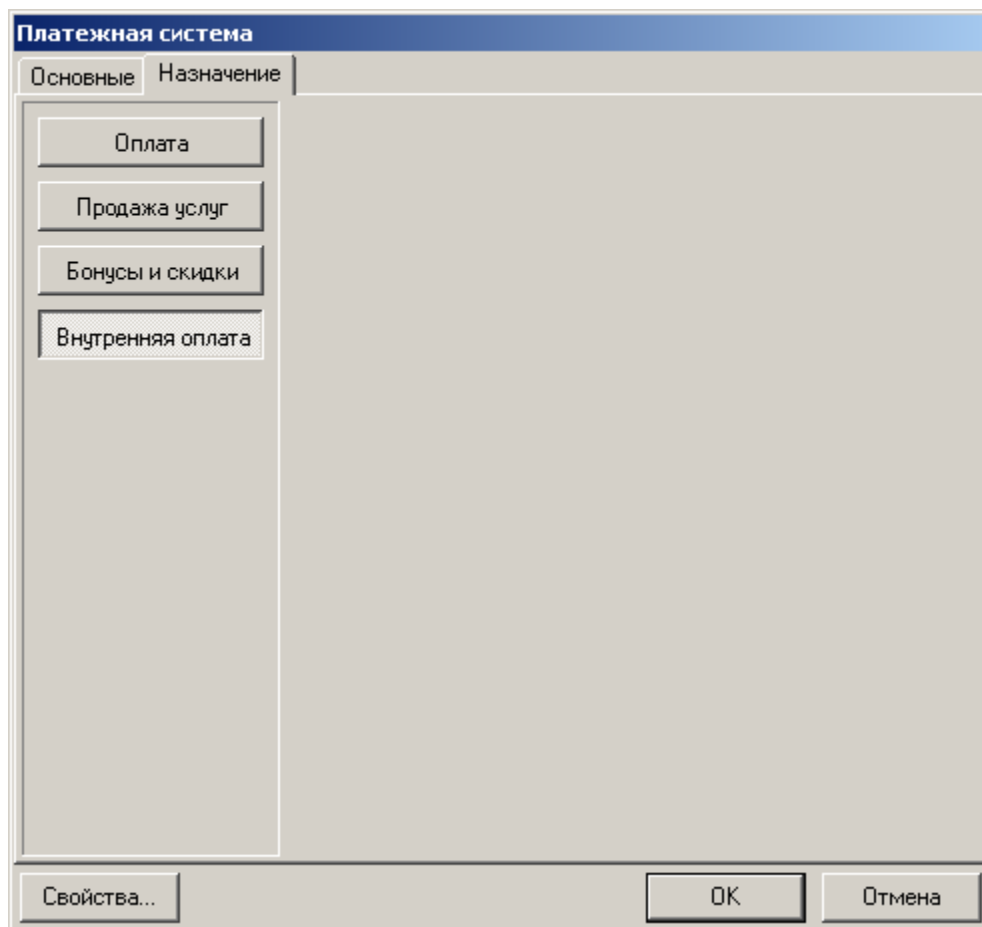 Платежная система
Основные Назначение
Оплата
Продажа услуг
Бонусы и скидки
Внутренняя оплата
Свойства... OK Отмена